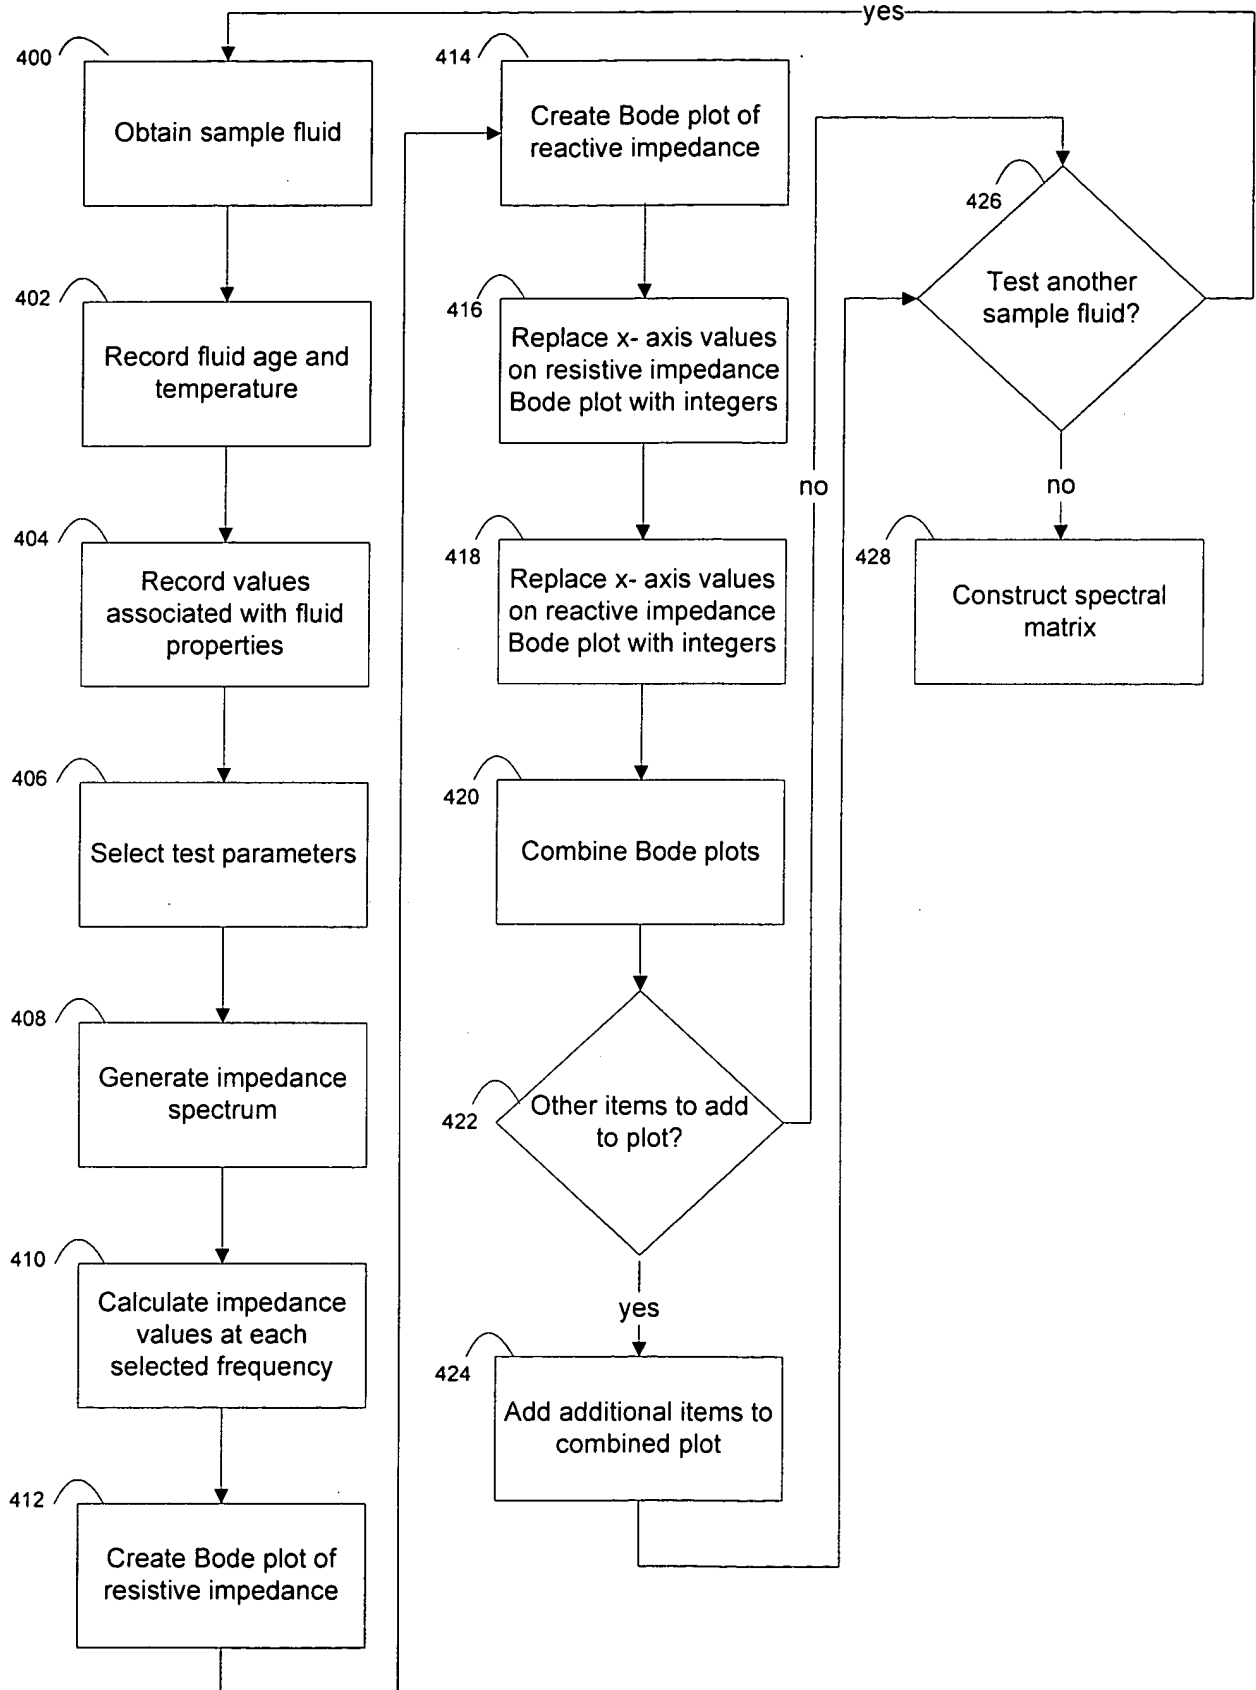 yes
400
Obtain sample fluid
402
Record fluid age and
temperature
404
Record values
associated with fluid
properties
406
Select test parameters
408
Generate impedance
spectrum
410
Calculate impedance
values at each
selected frequency
412
Create Bode plot of
resistive impedance
414
Create Bode plot of
reactive impedance
416
Replace x- axis values
on resistive impedance
Bode plot with integers
418
Replace x- axis values
on reactive impedance
Bode plot with integers
420
Combine Bode plots
422
Other items to add
to plot?
no
yes
424
Add additional items to
combined plot
426
Test another
sample fluid?
no
428
Construct spectral
matrix